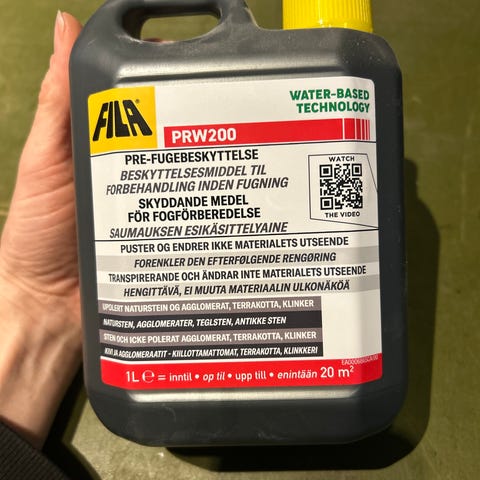 WATER-BASED
TECHNOLOGY
FILA
PRW200
PRE-FUGEBESKYTTELSE
BESKYTTELSESMIDDEL TIL
FORBEHANDLING INDEN FUGNING
SKYDDANDE MEDEL
FÖR FOGFÖRBEREDELSE
SAUMAUKSEN ESIKÄSITTELYAINE
WATCH
THE VIDEO
PUSTER OG ENDRER IKKE MATERIALETS UTSEENDE
FORENKLER DEN EFTERFØLGENDE RENGØRING
TRANSPIRERANDE OCH ÄNDRAR INTE MATERIALETS UTSEENDE
HENGITTÄVÄ, EI MUUTA MATERIAALIN ULKONÄKÖÄ
UPOLERT NATURSTEIN OG AGGLOMERAT, TERRAKOTTA, KLINKER
NATURSTEN, AGGLOMERATER, TEGLSTEN, ANTIKKE STEN
STEN OCH ICKE POLERAT AGGLOMERAT, TERRAKOTTA, KLINKER
KIVI JA AGGLOMERAATIT - KIILLOTTAMATTOMAT, TERRAKOTTA, KLINKKERI
1L ℮ = inntil • op til • upp till • enintään 20 m²